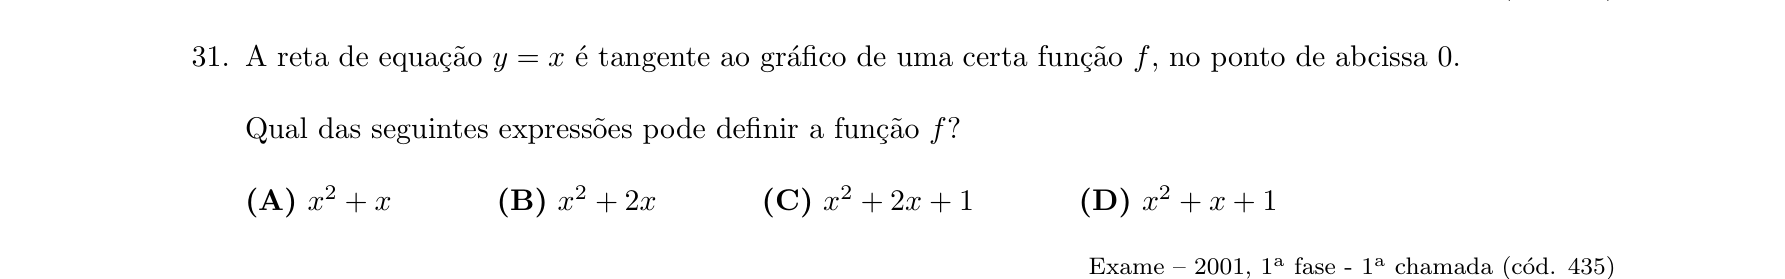 31. A reta de equação y = x é tangente ao gráfico de uma certa função f, no ponto de abcissa 0.
Qual das seguintes expressões pode definir a função f?
(A) x² + x (B) x² + 2x (C) x² + 2x + 1 (D) x² + x + 1
Exame – 2001, 1ª fase - 1ª chamada (cód. 435)